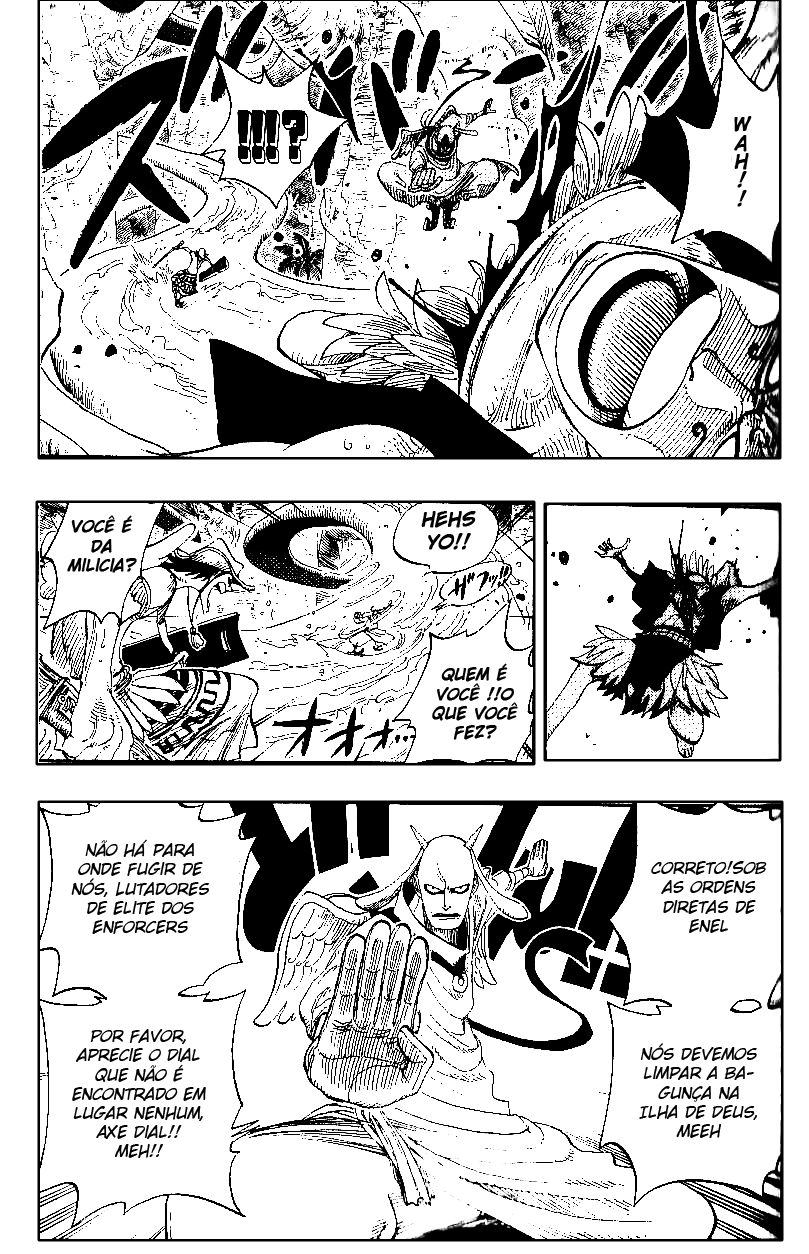 WAH!!
!!!?
HEHS
YO!!
VOCÊ É
DA
MILICIA?
QUEM É
VOCÊ !!O
QUE VOCÊ
FEZ?
CORRETO!SOB
AS ORDENS
DIRETAS DE
ENEL
NÓS DEVEMOS
LIMPAR A BA-
GUNÇA NA
ILHA DE DEUS,
MEEH
NÃO HÁ PARA
ONDE FUGIR DE
NÓS, LUTADORES
DE ELITE DOS
ENFORCERS
POR FAVOR,
APRECIE O DIAL
QUE NÃO É
ENCONTRADO EM
LUGAR NENHUM,
AXE DIAL!!
MEH!!